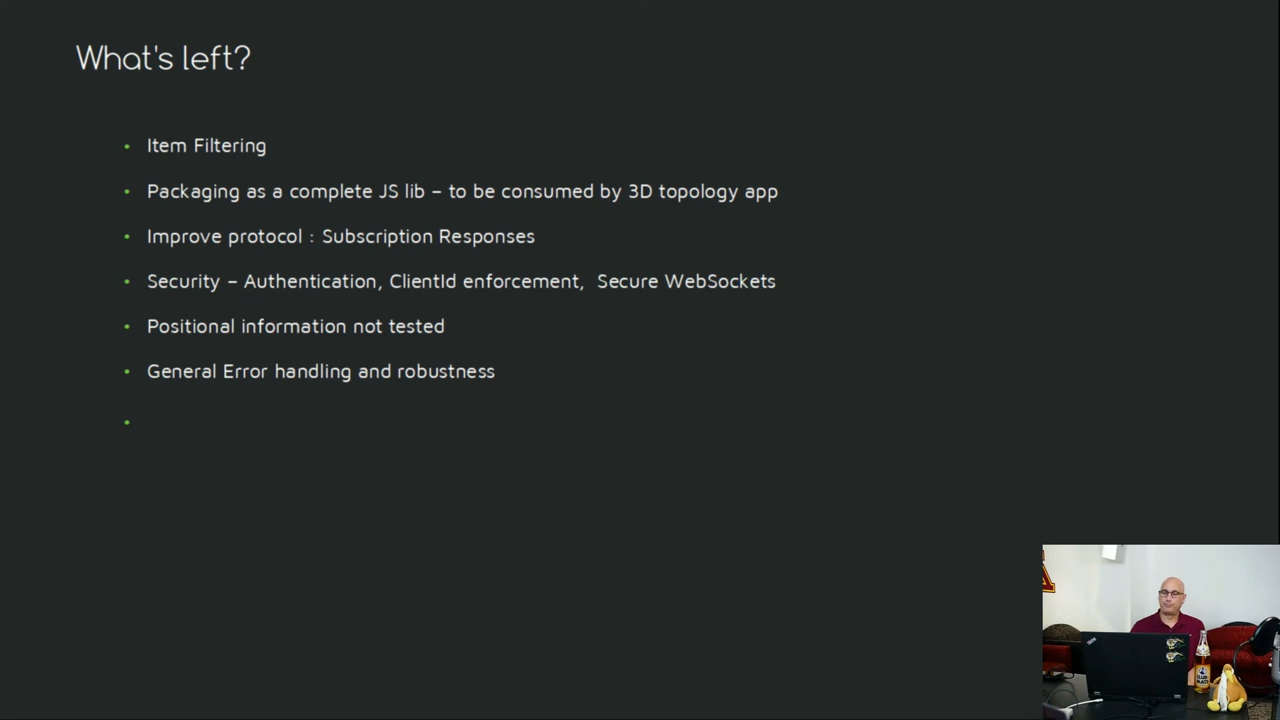 What's left?
Item Filtering
Packaging as a complete JS lib – to be consumed by 3D topology app
Improve protocol : Subscription Responses
Security – Authentication, ClientId enforcement, Secure WebSockets
Positional information not tested
General Error handling and robustness